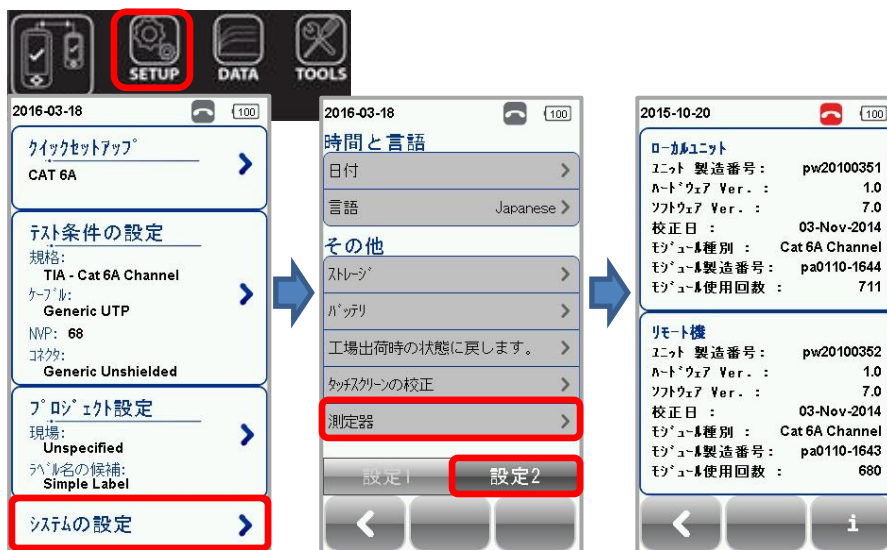 SETUP
DATA
TOOLS
2016-03-18
100
クイックセットアップ
CAT 6A
テスト条件の設定
規格:
TIA - Cat 6A Channel
ケーブル:
Generic UTP
NVP: 68
コネクタ:
Generic Unshielded
プロジェクト設定
現場:
Unspecified
ラベル名の候補:
Simple Label
システムの設定
2016-03-18
100
時間と言語
日付
言語 Japanese
その他
ストレージ
バッテリ
工場出荷時の状態に戻します。
タッチスクリーンの校正
測定器
設定1 設定2
2015-10-20
100
ローカルユニット
ユニット 製造番号: pw20100351
ハードウェア Ver. : 1.0
ソフトウェア Ver. : 7.0
校正日 : 03-Nov-2014
モジュール種別 : Cat 6A Channel
モジュール製造番号: pa0110-1644
モジュール使用回数 : 711
リモート機
ユニット 製造番号: pw20100352
ハードウェア Ver. : 1.0
ソフトウェア Ver. : 7.0
校正日 : 03-Nov-2014
モジュール種別 : Cat 6A Channel
モジュール製造番号: pa0110-1643
モジュール使用回数 : 680
i